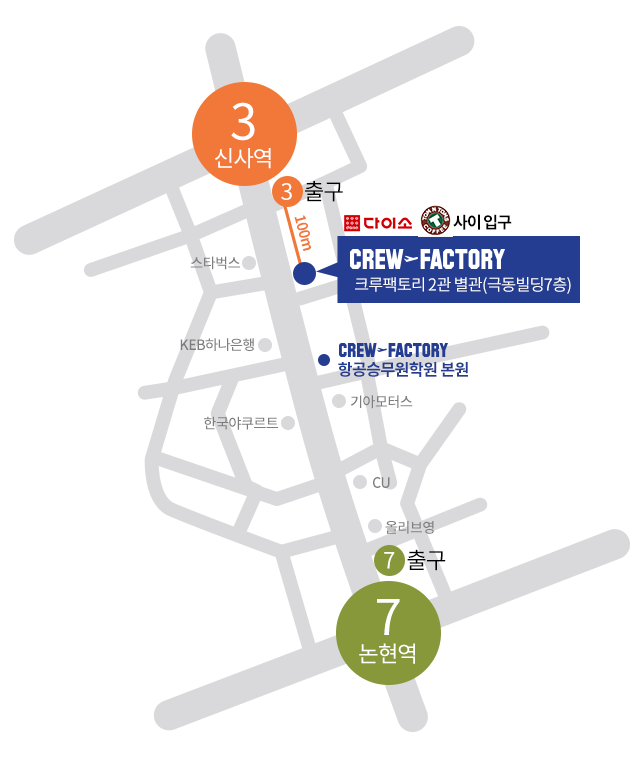 3
신사역
3 출구
100m
다이소 TOM N TOMS COFFEE 사이 입구
CREW FACTORY
크루팩토리 2관 별관(극동빌딩7층)
스타벅스
KEB하나은행
CREW FACTORY
항공승무원학원 본원
기아모터스
한국야쿠르트
CU
올리브영
7 출구
7
논현역